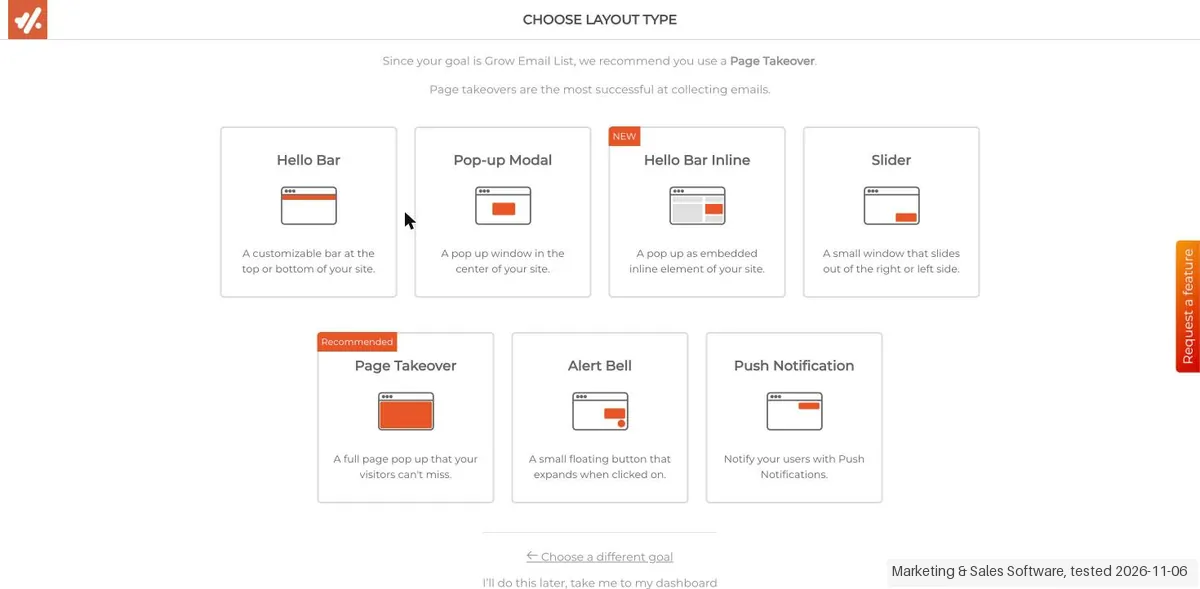 CHOOSE LAYOUT TYPE
Since your goal is Grow Email List, we recommend you use a Page Takeover.
Page takeovers are the most successful at collecting emails.
Hello Bar
A customizable bar at the
top or bottom of your site.
Pop-up Modal
A pop up window in the
center of your site.
NEW
Hello Bar Inline
A pop up as embedded
inline element of your site.
Slider
A small window that slides
out of the right or left side.
Recommended
Page Takeover
A full page pop up that your
visitors can't miss.
Alert Bell
A small floating button that
expands when clicked on.
Push Notification
Notify your users with Push
Notifications.
Request a feature
← Choose a different goal
I'll do this later, take me to my dashboard
Marketing & Sales Software, tested 2026-11-06